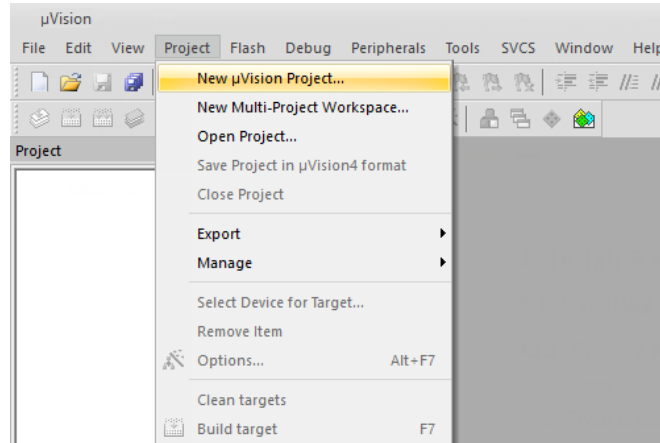 µVision
File Edit View Project Flash Debug Peripherals Tools SVCS Window Help
New µVision Project...
New Multi-Project Workspace...
Open Project...
Project
Save Project in µVision4 format
Close Project
Export
Manage
Select Device for Target...
Remove Item
Options... Alt+F7
Clean targets
Build target F7